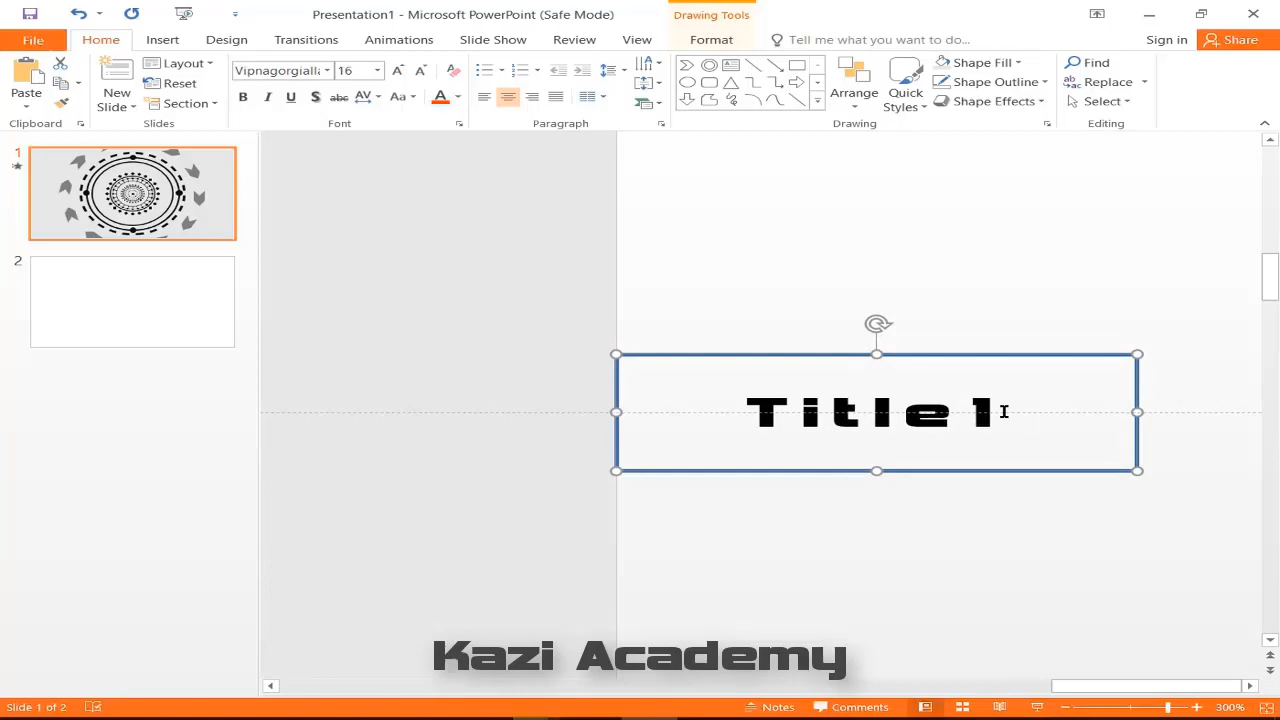 Presentation1 - Microsoft PowerPoint (Safe Mode)
Drawing Tools
File
Home
Insert
Design
Transitions
Animations
Slide Show
Review
View
Format
Tell me what you want to do...
Sign in
Share
Paste
New Slide
Layout
Reset
Section
Vipnagorgialla
16
B I U S abc AV Aa A
Arrange
Quick Styles
Shape Fill
Shape Outline
Shape Effects
Find
Replace
Select
Clipboard
Slides
Font
Paragraph
Drawing
Editing
1
2
Title 1
Kazi Academy
Slide 1 of 2
Notes
Comments
300%